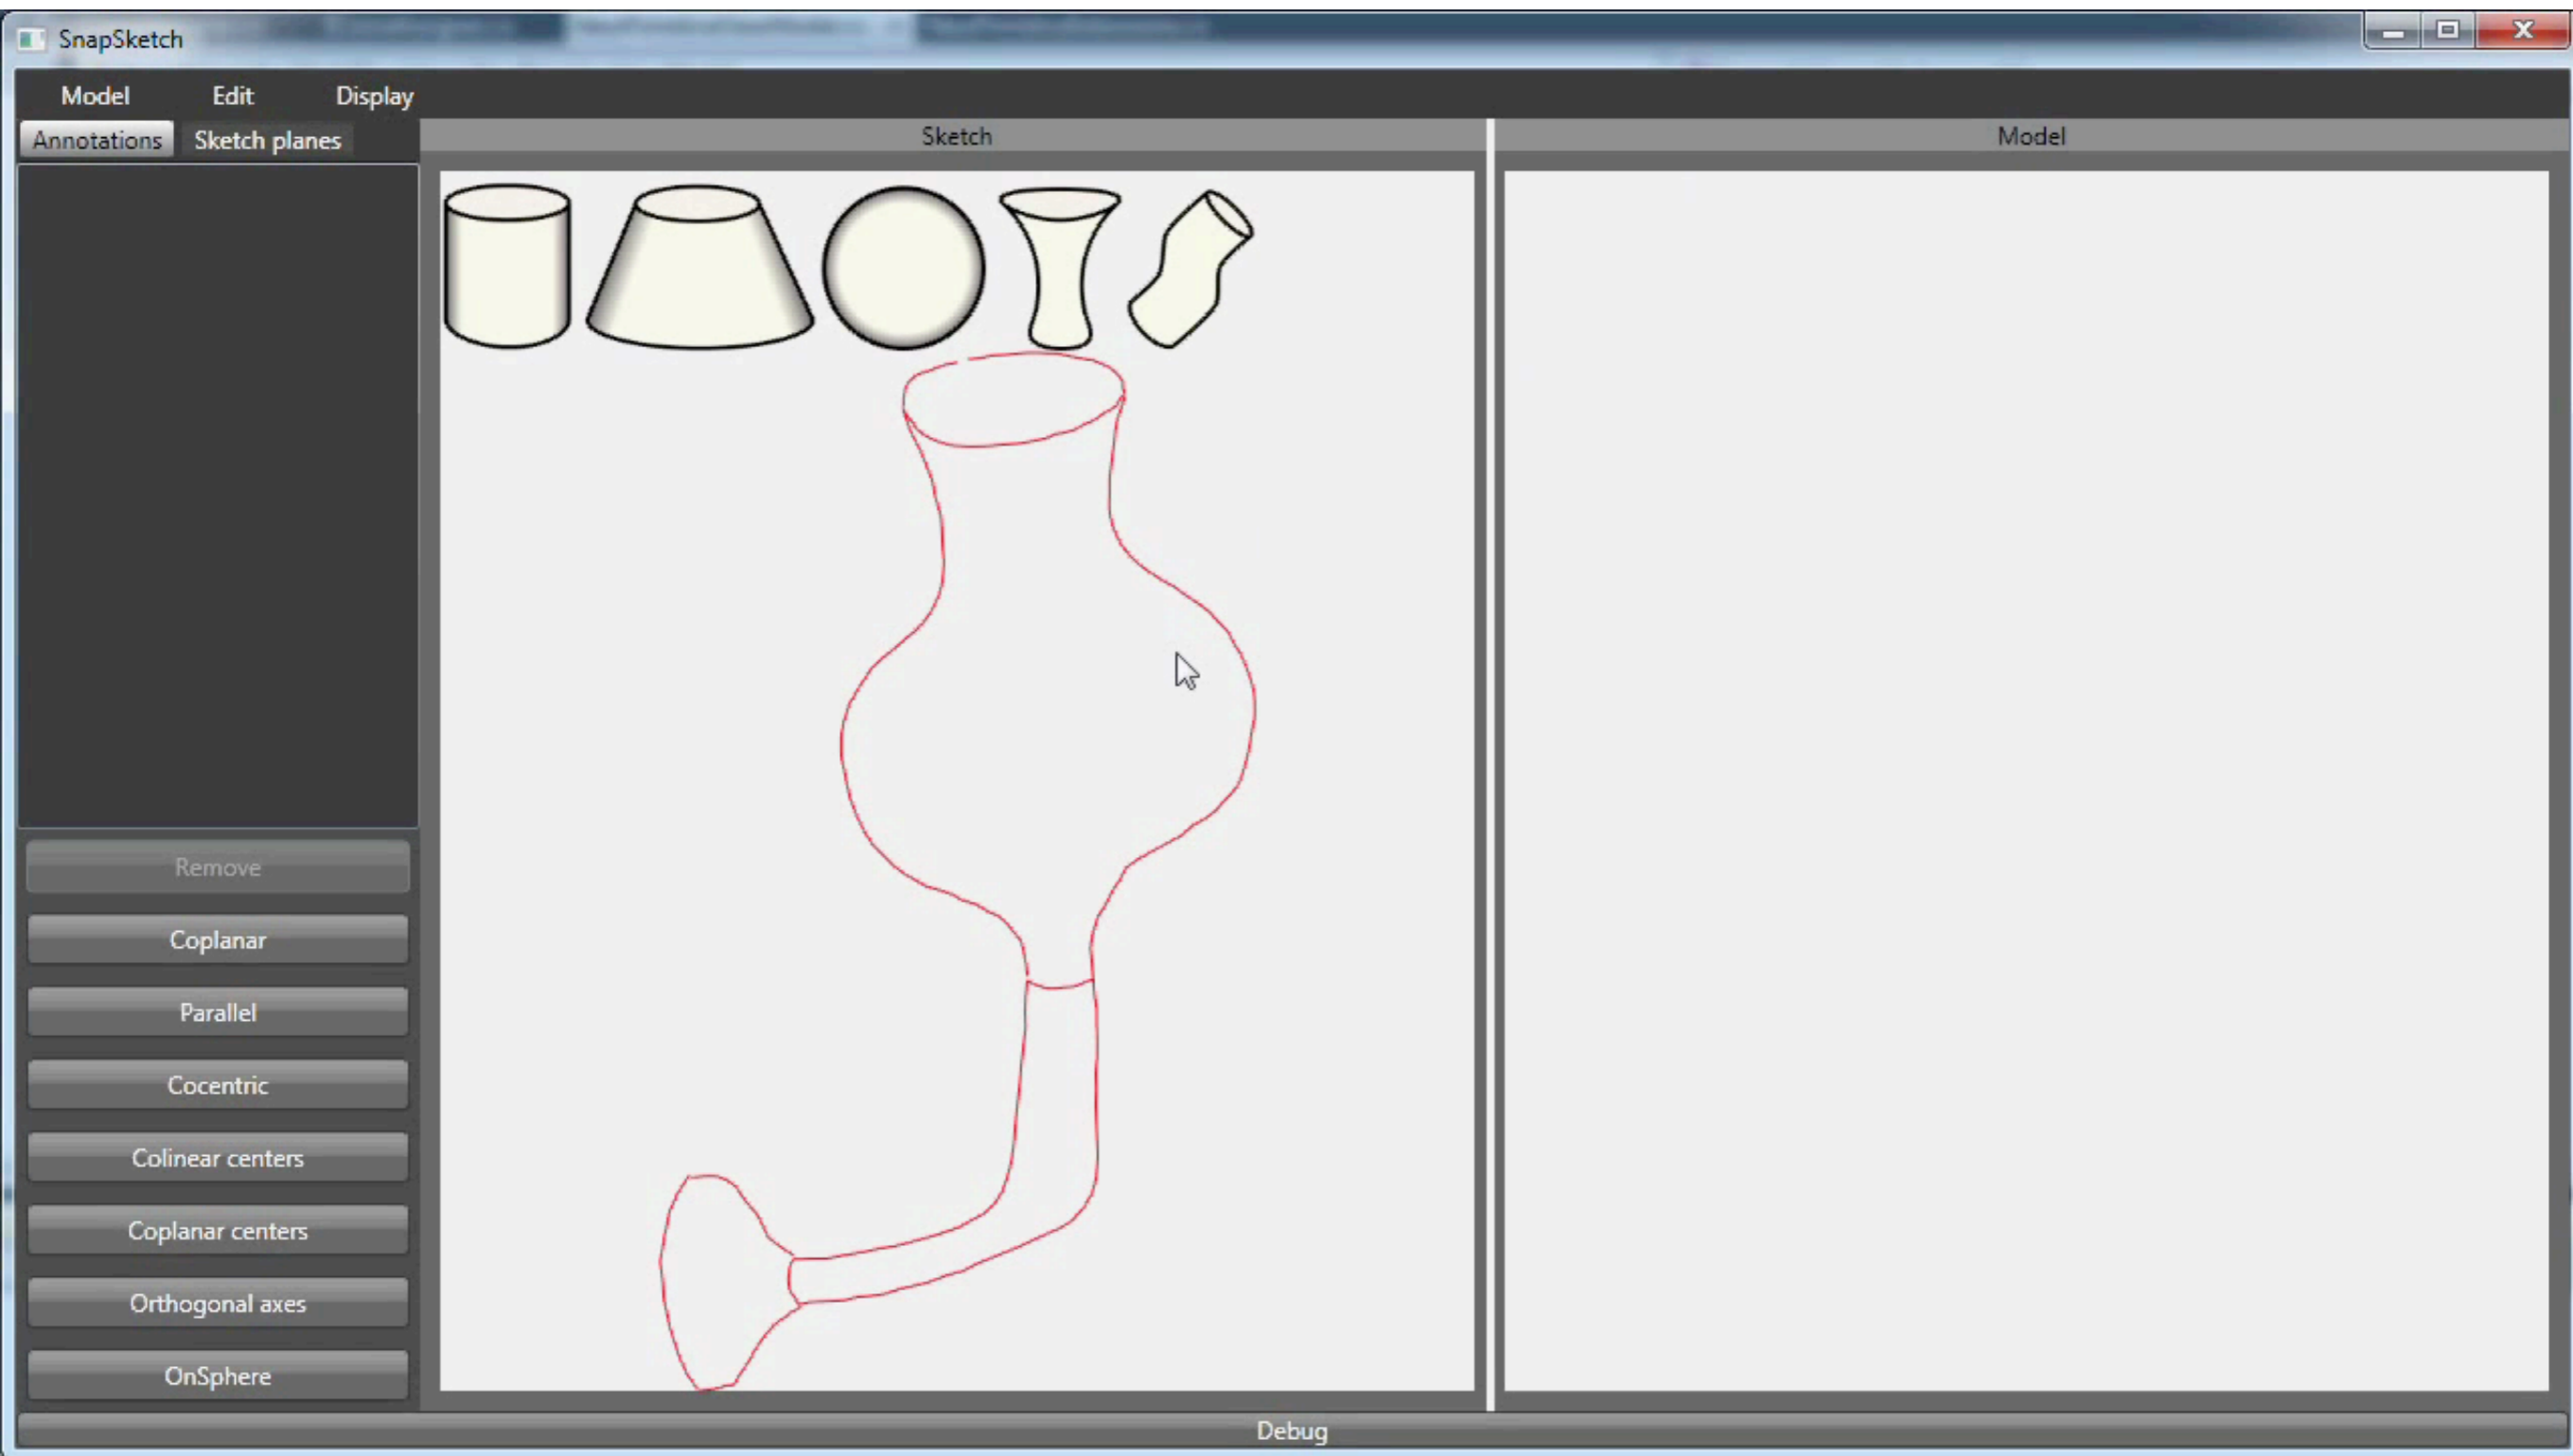 SnapSketch
Model Edit Display
Annotations Sketch planes
Sketch
Model
Remove
Coplanar
Parallel
Cocentric
Colinear centers
Coplanar centers
Orthogonal axes
OnSphere
Debug